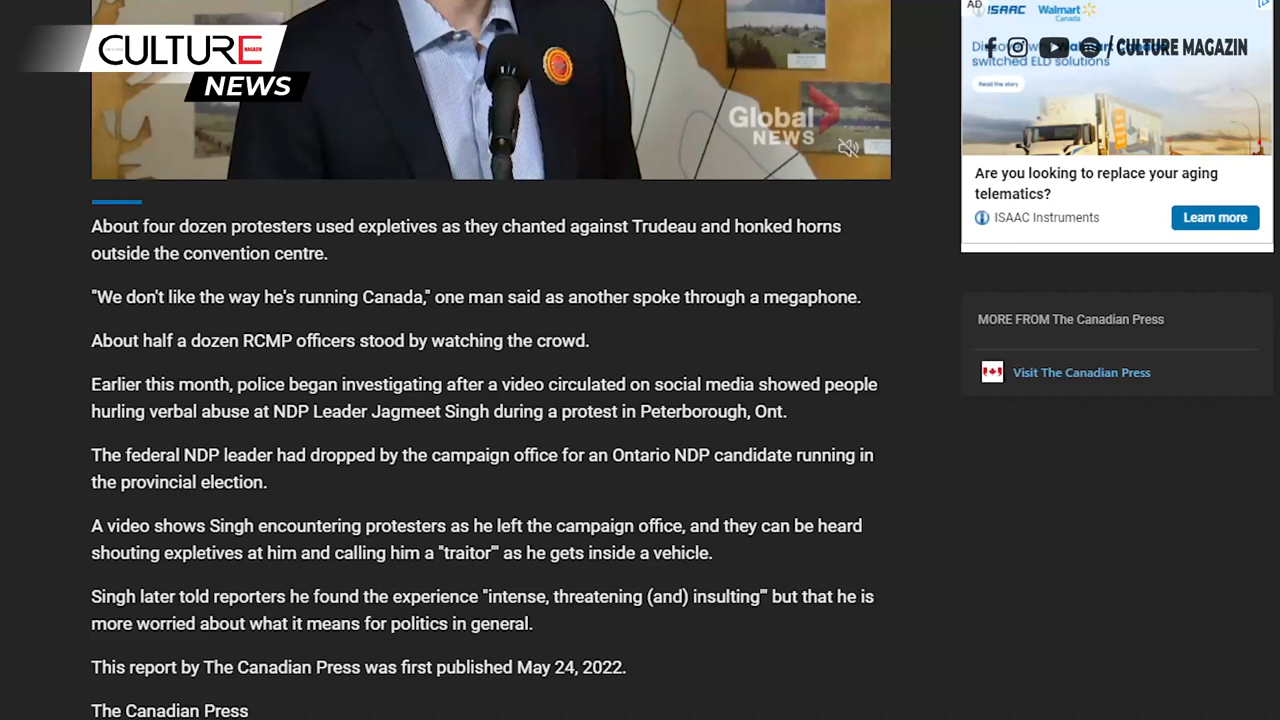 CULTURE
MAGAZIN
NEWS
/ CULTURE MAGAZIN
Global
NEWS
About four dozen protesters used expletives as they chanted against Trudeau and honked horns
outside the convention centre.
"We don't like the way he's running Canada," one man said as another spoke through a megaphone.
About half a dozen RCMP officers stood by watching the crowd.
Earlier this month, police began investigating after a video circulated on social media showed people
hurling verbal abuse at NDP Leader Jagmeet Singh during a protest in Peterborough, Ont.
The federal NDP leader had dropped by the campaign office for an Ontario NDP candidate running in
the provincial election.
A video shows Singh encountering protesters as he left the campaign office, and they can be heard
shouting expletives at him and calling him a "traitor'" as he gets inside a vehicle.
Singh later told reporters he found the experience "intense, threatening (and) insulting'" but that he is
more worried about what it means for politics in general.
This report by The Canadian Press was first published May 24, 2022.
The Canadian Press
AD
ISAAC
Walmart
Canada
switched ELD solutions
Read the story
Are you looking to replace your aging
telematics?
ISAAC Instruments
Learn more
MORE FROM The Canadian Press
Visit The Canadian Press